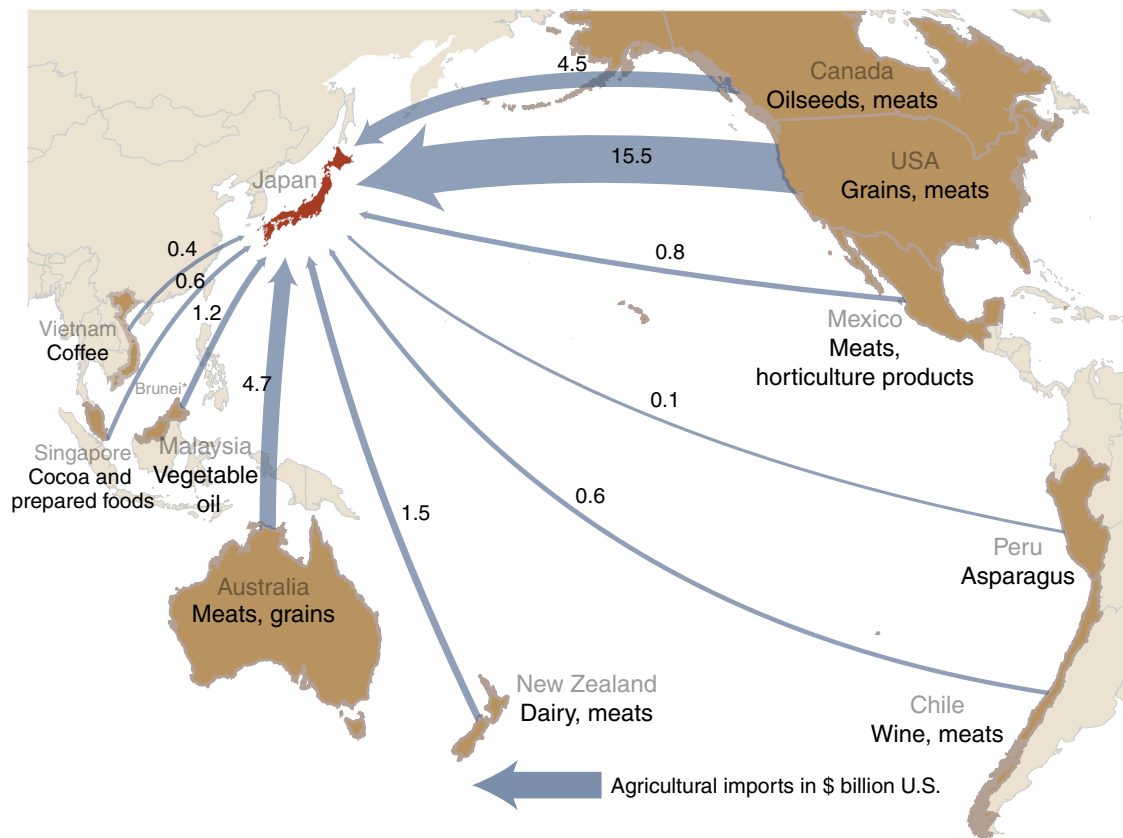 4.5
Canada
Oilseeds, meats
15.5
USA
Grains, meats
Japan
0.4
0.6
1.2
0.8
Vietnam
Coffee
Mexico
Meats,
horticulture products
Brunei*
4.7
0.1
Singapore
Cocoa and
prepared foods
Malaysia
Vegetable
oil
1.5
0.6
Peru
Asparagus
Australia
Meats, grains
New Zealand
Dairy, meats
Chile
Wine, meats
Agricultural imports in $ billion U.S.